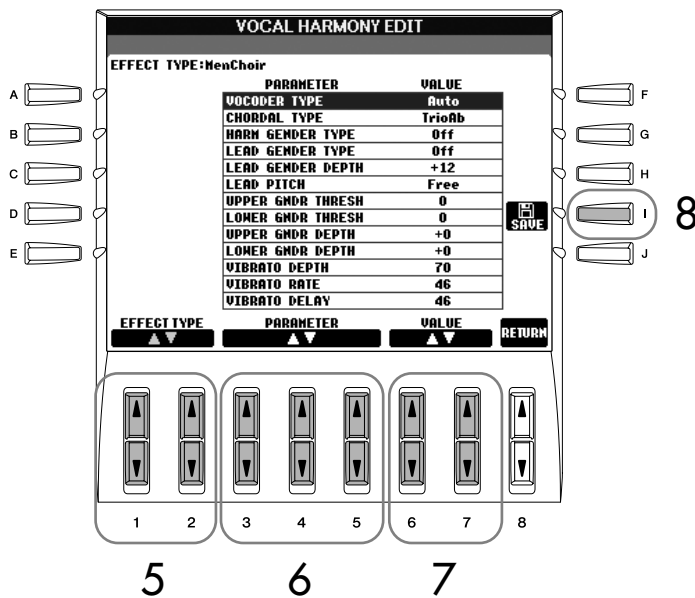 VOCAL HARMONY EDIT
EFFECT TYPE:MenChoir
PARAMETER VALUE
VOCODER TYPE Auto
CHORDAL TYPE TrioAb
HARM GENDER TYPE Off
LEAD GENDER TYPE Off
LEAD GENDER DEPTH +12
LEAD PITCH Free
UPPER GNDR THRESH 0
LOWER GNDR THRESH 0
UPPER GNDR DEPTH +0
LOWER GNDR DEPTH +0
VIBRATO DEPTH 70
VIBRATO RATE 46
VIBRATO DELAY 46
A
B
C
D
E
F
G
H
I
J
8
SAVE
EFFECT TYPE PARAMETER VALUE RETURN
1 2 3 4 5 6 7 8
5 6 7